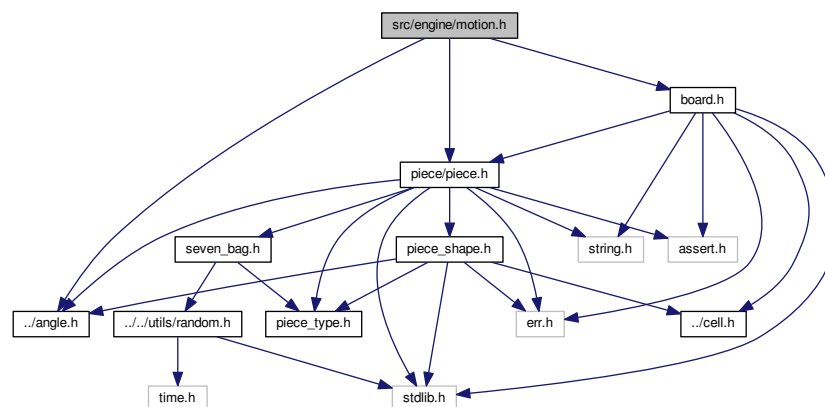 src/engine/motion.h
board.h
piece/piece.h
seven_bag.h
piece_shape.h
string.h
assert.h
../angle.h
../../utils/random.h
piece_type.h
err.h
../cell.h
time.h
stdlib.h